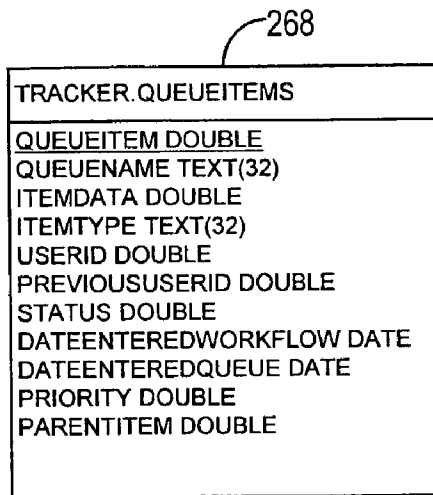 268
TRACKER.QUEUEITEMS
QUEUEITEM DOUBLE
QUEUENAME TEXT(32)
ITEMDATA DOUBLE
ITEMTYPE TEXT(32)
USERID DOUBLE
PREVIOUSUSERID DOUBLE
STATUS DOUBLE
DATEENTEREDWORKFLOW DATE
DATEENTEREDQUEUE DATE
PRIORITY DOUBLE
PARENTITEM DOUBLE